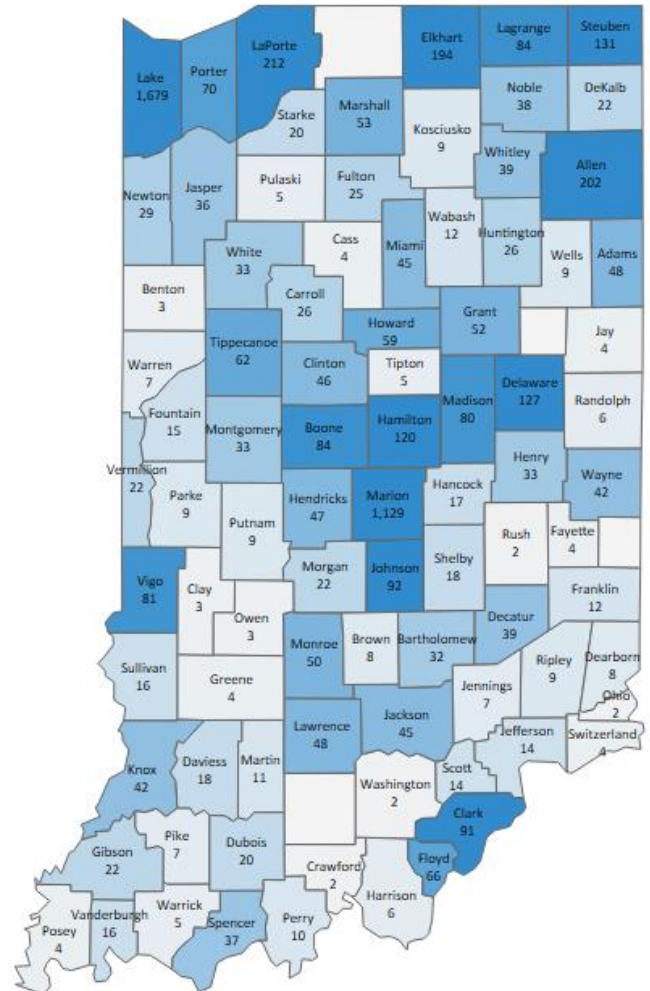 Lake
1,679
Porter
70
LaPorte
212
Elkhart
194
Lagrange
84
Steuben
131
Noble
38
DeKalb
22
Starke
20
Marshall
53
Kosciusko
9
Whitley
39
Allen
202
Newton
29
Jasper
36
Pulaski
5
Fulton
25
Wabash
12
Huntington
26
Wells
9
Adams
48
White
33
Cass
4
Miami
45
Benton
3
Carroll
26
Howard
59
Grant
52
Jay
4
Tippecanoe
62
Clinton
46
Tipton
5
Warren
7
Fountain
15
Montgomery
33
Boone
84
Hamilton
120
Madison
80
Delaware
127
Randolph
6
Vermillion
22
Parke
9
Putnam
9
Hendricks
47
Marion
1,129
Hancock
17
Henry
33
Wayne
42
Rush
2
Fayette
4
Vigo
81
Clay
3
Owen
3
Morgan
22
Johnson
92
Shelby
18
Franklin
12
Decatur
39
Sullivan
16
Greene
4
Monroe
50
Brown
8
Bartholomew
32
Jennings
7
Ripley
9
Dearborn
8
Ohio
2
Switzerland
4
Knox
42
Daviess
18
Martin
11
Lawrence
48
Jackson
45
Jefferson
14
Scott
14
Washington
2
Clark
91
Floyd
66
Gibson
22
Pike
7
Dubois
20
Crawford
2
Harrison
6
Posey
4
Vanderburgh
16
Warrick
5
Spencer
37
Perry
10